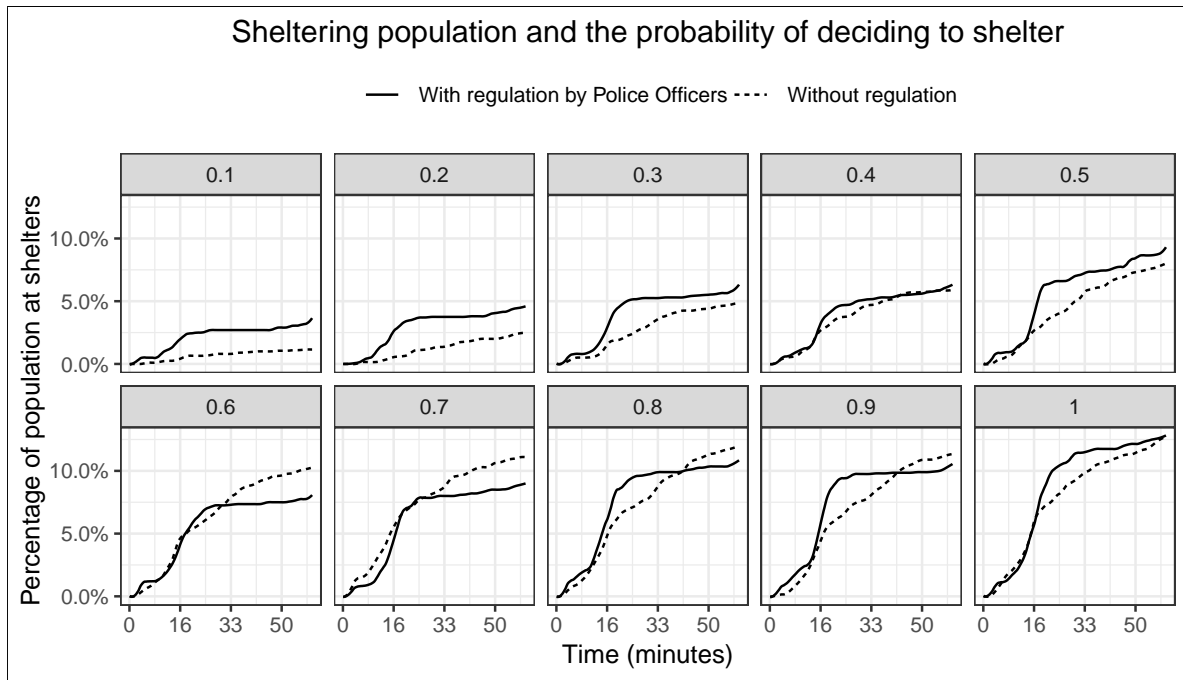 Sheltering population and the probability of deciding to shelter
With regulation by Police Officers Without regulation
0.1 0.2 0.3 0.4 0.5
Percentage of population at shelters
10.0%
5.0%
0.0%
0.6 0.7 0.8 0.9 1
10.0%
5.0%
0.0%
0 16 33 50 0 16 33 50 0 16 33 50 0 16 33 50 0 16 33 50
Time (minutes)